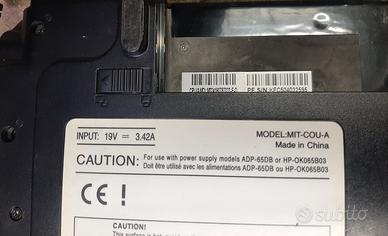 P.E. S/N: KEC504032595
INPUT: 19V ⎓ 3,42A
MODEL:MIT-COU-A
Made in China
CAUTION: For use with power supply models ADP-65DB or HP-OK065B03
Doit être utilisé avec les alimentations ADP-65DB ou HP-OK065B03
CE !
CAUTION!
subito